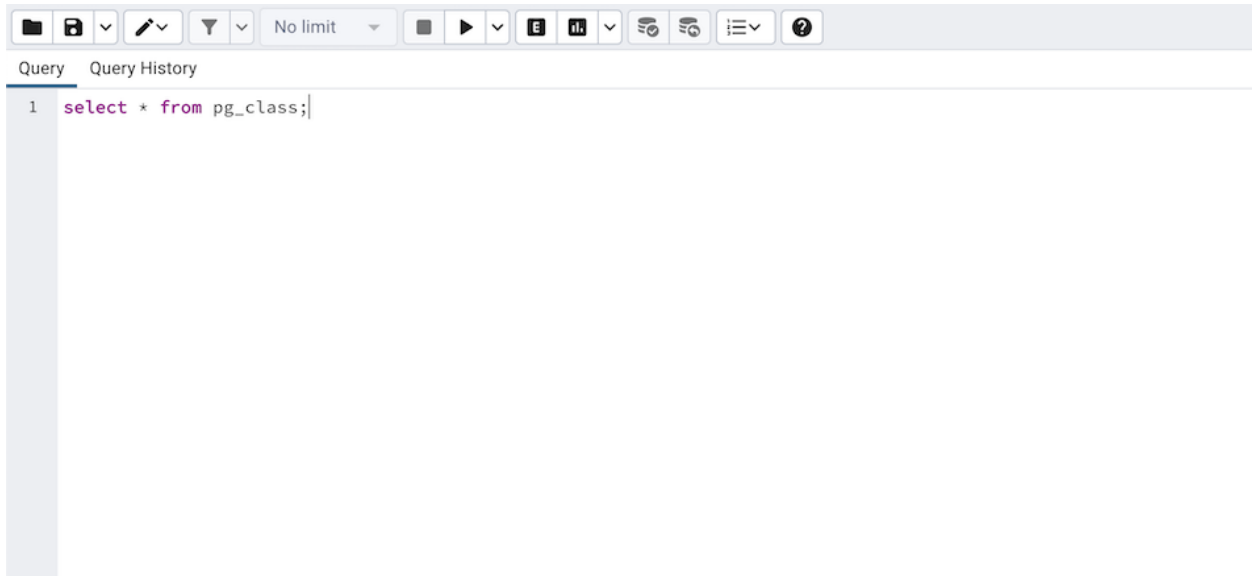 No limit
E
Query Query History
1 select * from pg_class;